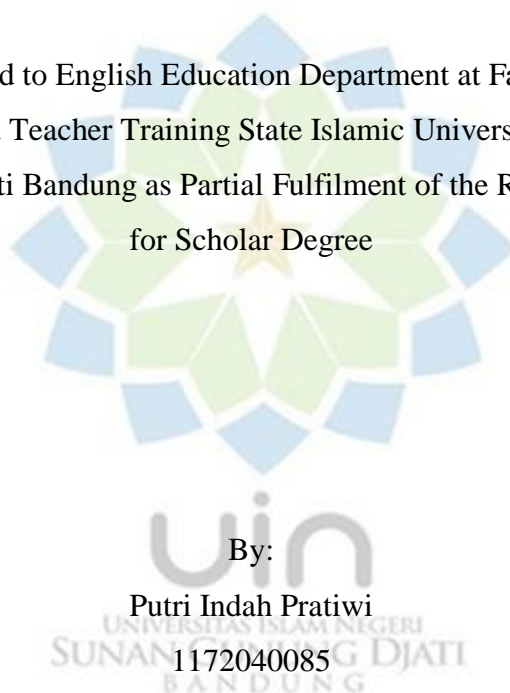 d to English Education Department at Fa
Teacher Training State Islamic Univers
ti Bandung as Partial Fulfilment of the R
for Scholar Degree
By:
Putri Indah Pratiwi
uin
UNIVERSITAS ISLAM NEGERI
1172040085
SUNAN GUNUNG DJATI
BANDUNG